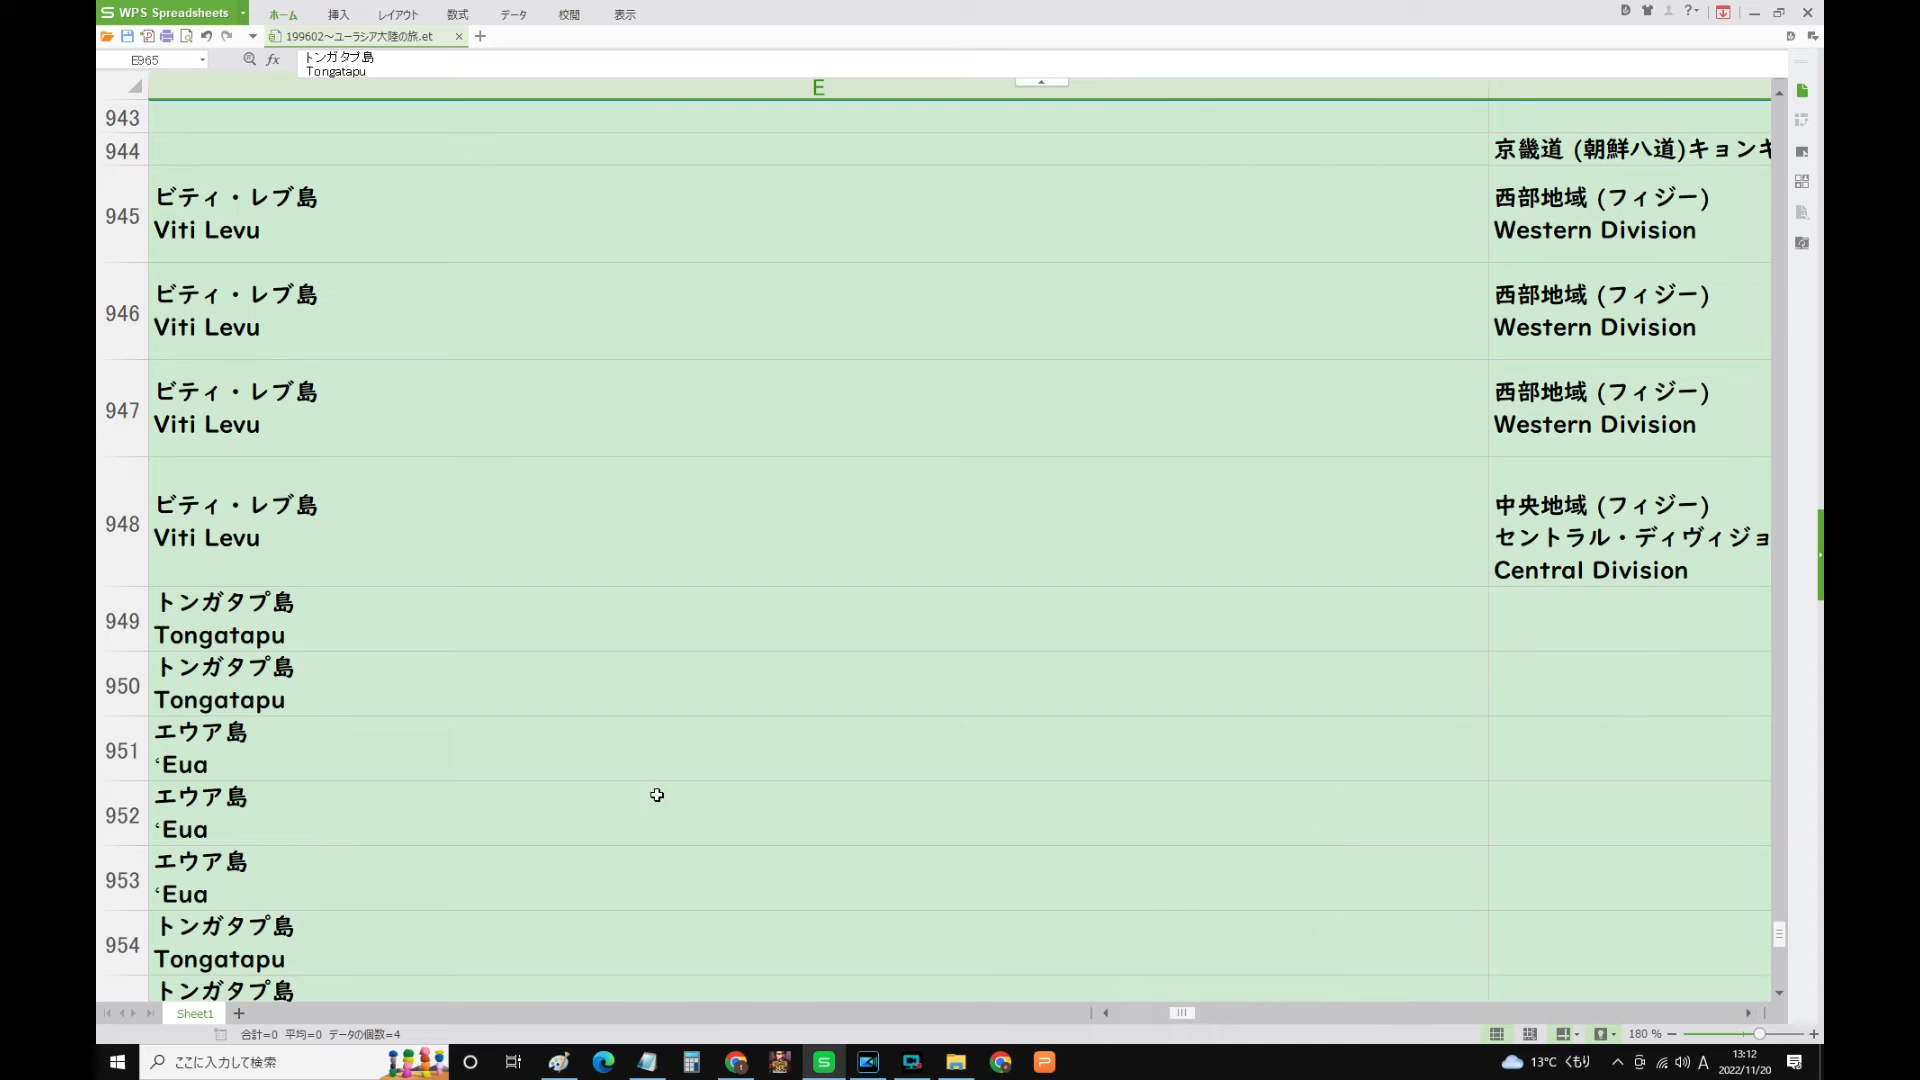 WPS Spreadsheets
ホーム 挿入 レイアウト 数式 データ 校閲 表示
199602～ユーラシア大陸の旅.et
E965
fx
トンガタプ島
Tongatapu
E
943
944
京畿道 (朝鮮八道)キョンキ
945
ビティ・レブ島
Viti Levu
西部地域 (フィジー)
Western Division
946
ビティ・レブ島
Viti Levu
西部地域 (フィジー)
Western Division
947
ビティ・レブ島
Viti Levu
西部地域 (フィジー)
Western Division
948
ビティ・レブ島
Viti Levu
中央地域 (フィジー)
セントラル・ディヴィジョ
Central Division
949
トンガタプ島
Tongatapu
950
トンガタプ島
Tongatapu
951
エウア島
ʻEua
952
エウア島
ʻEua
953
エウア島
ʻEua
954
トンガタプ島
Tongatapu
トンガタプ島
Sheet1
合計=0 平均=0 データの個数=4
180 %
ここに入力して検索
13°C くもり
A
13:12
2022/11/20